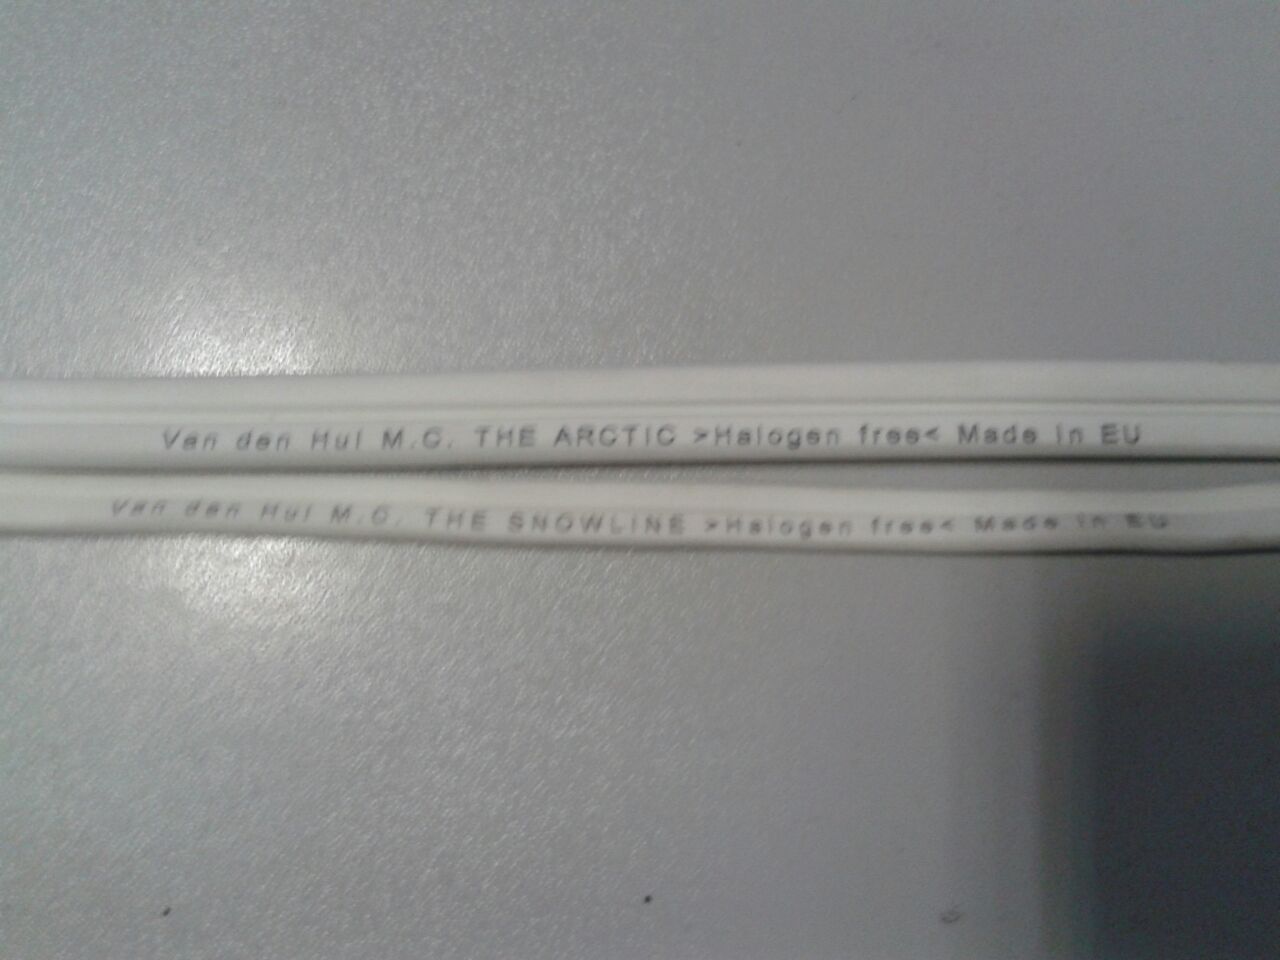 Van den Hul M.C. THE ARCTIC >Halogen free< Made in EU
Van den Hul M.C. THE SNOWLINE >Halogen free< Made in EU